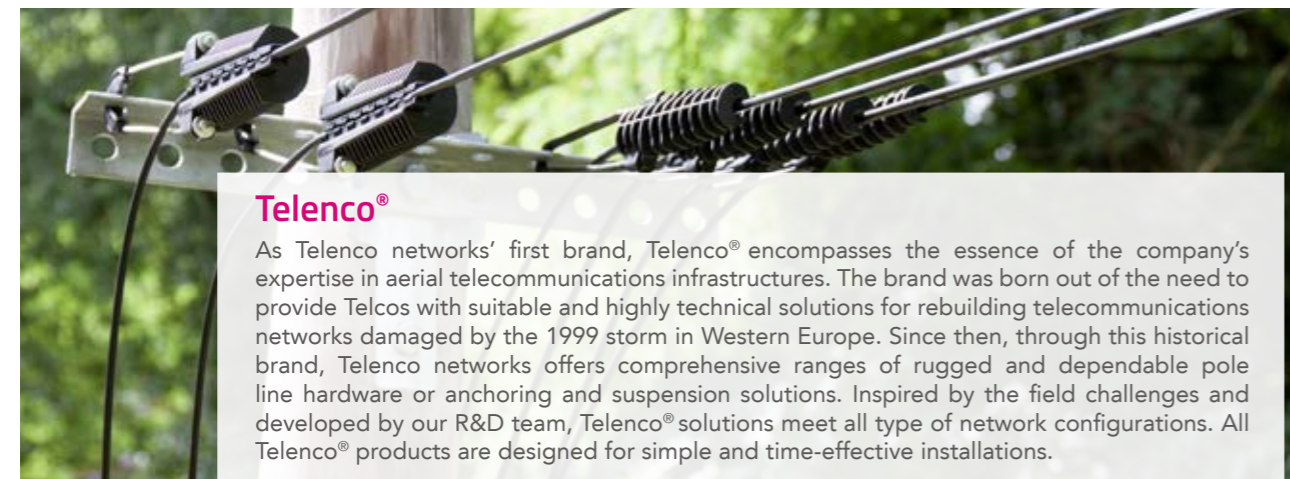 Telenco®
As Telenco networks’ first brand, Telenco® encompasses the essence of the company’s
expertise in aerial telecommunications infrastructures. The brand was born out of the need to
provide Telcos with suitable and highly technical solutions for rebuilding telecommunications
networks damaged by the 1999 storm in Western Europe. Since then, through this historical
brand, Telenco networks offers comprehensive ranges of rugged and dependable pole
line hardware or anchoring and suspension solutions. Inspired by the field challenges and
developed by our R&D team, Telenco® solutions meet all type of network configurations. All
Telenco® products are designed for simple and time-effective installations.